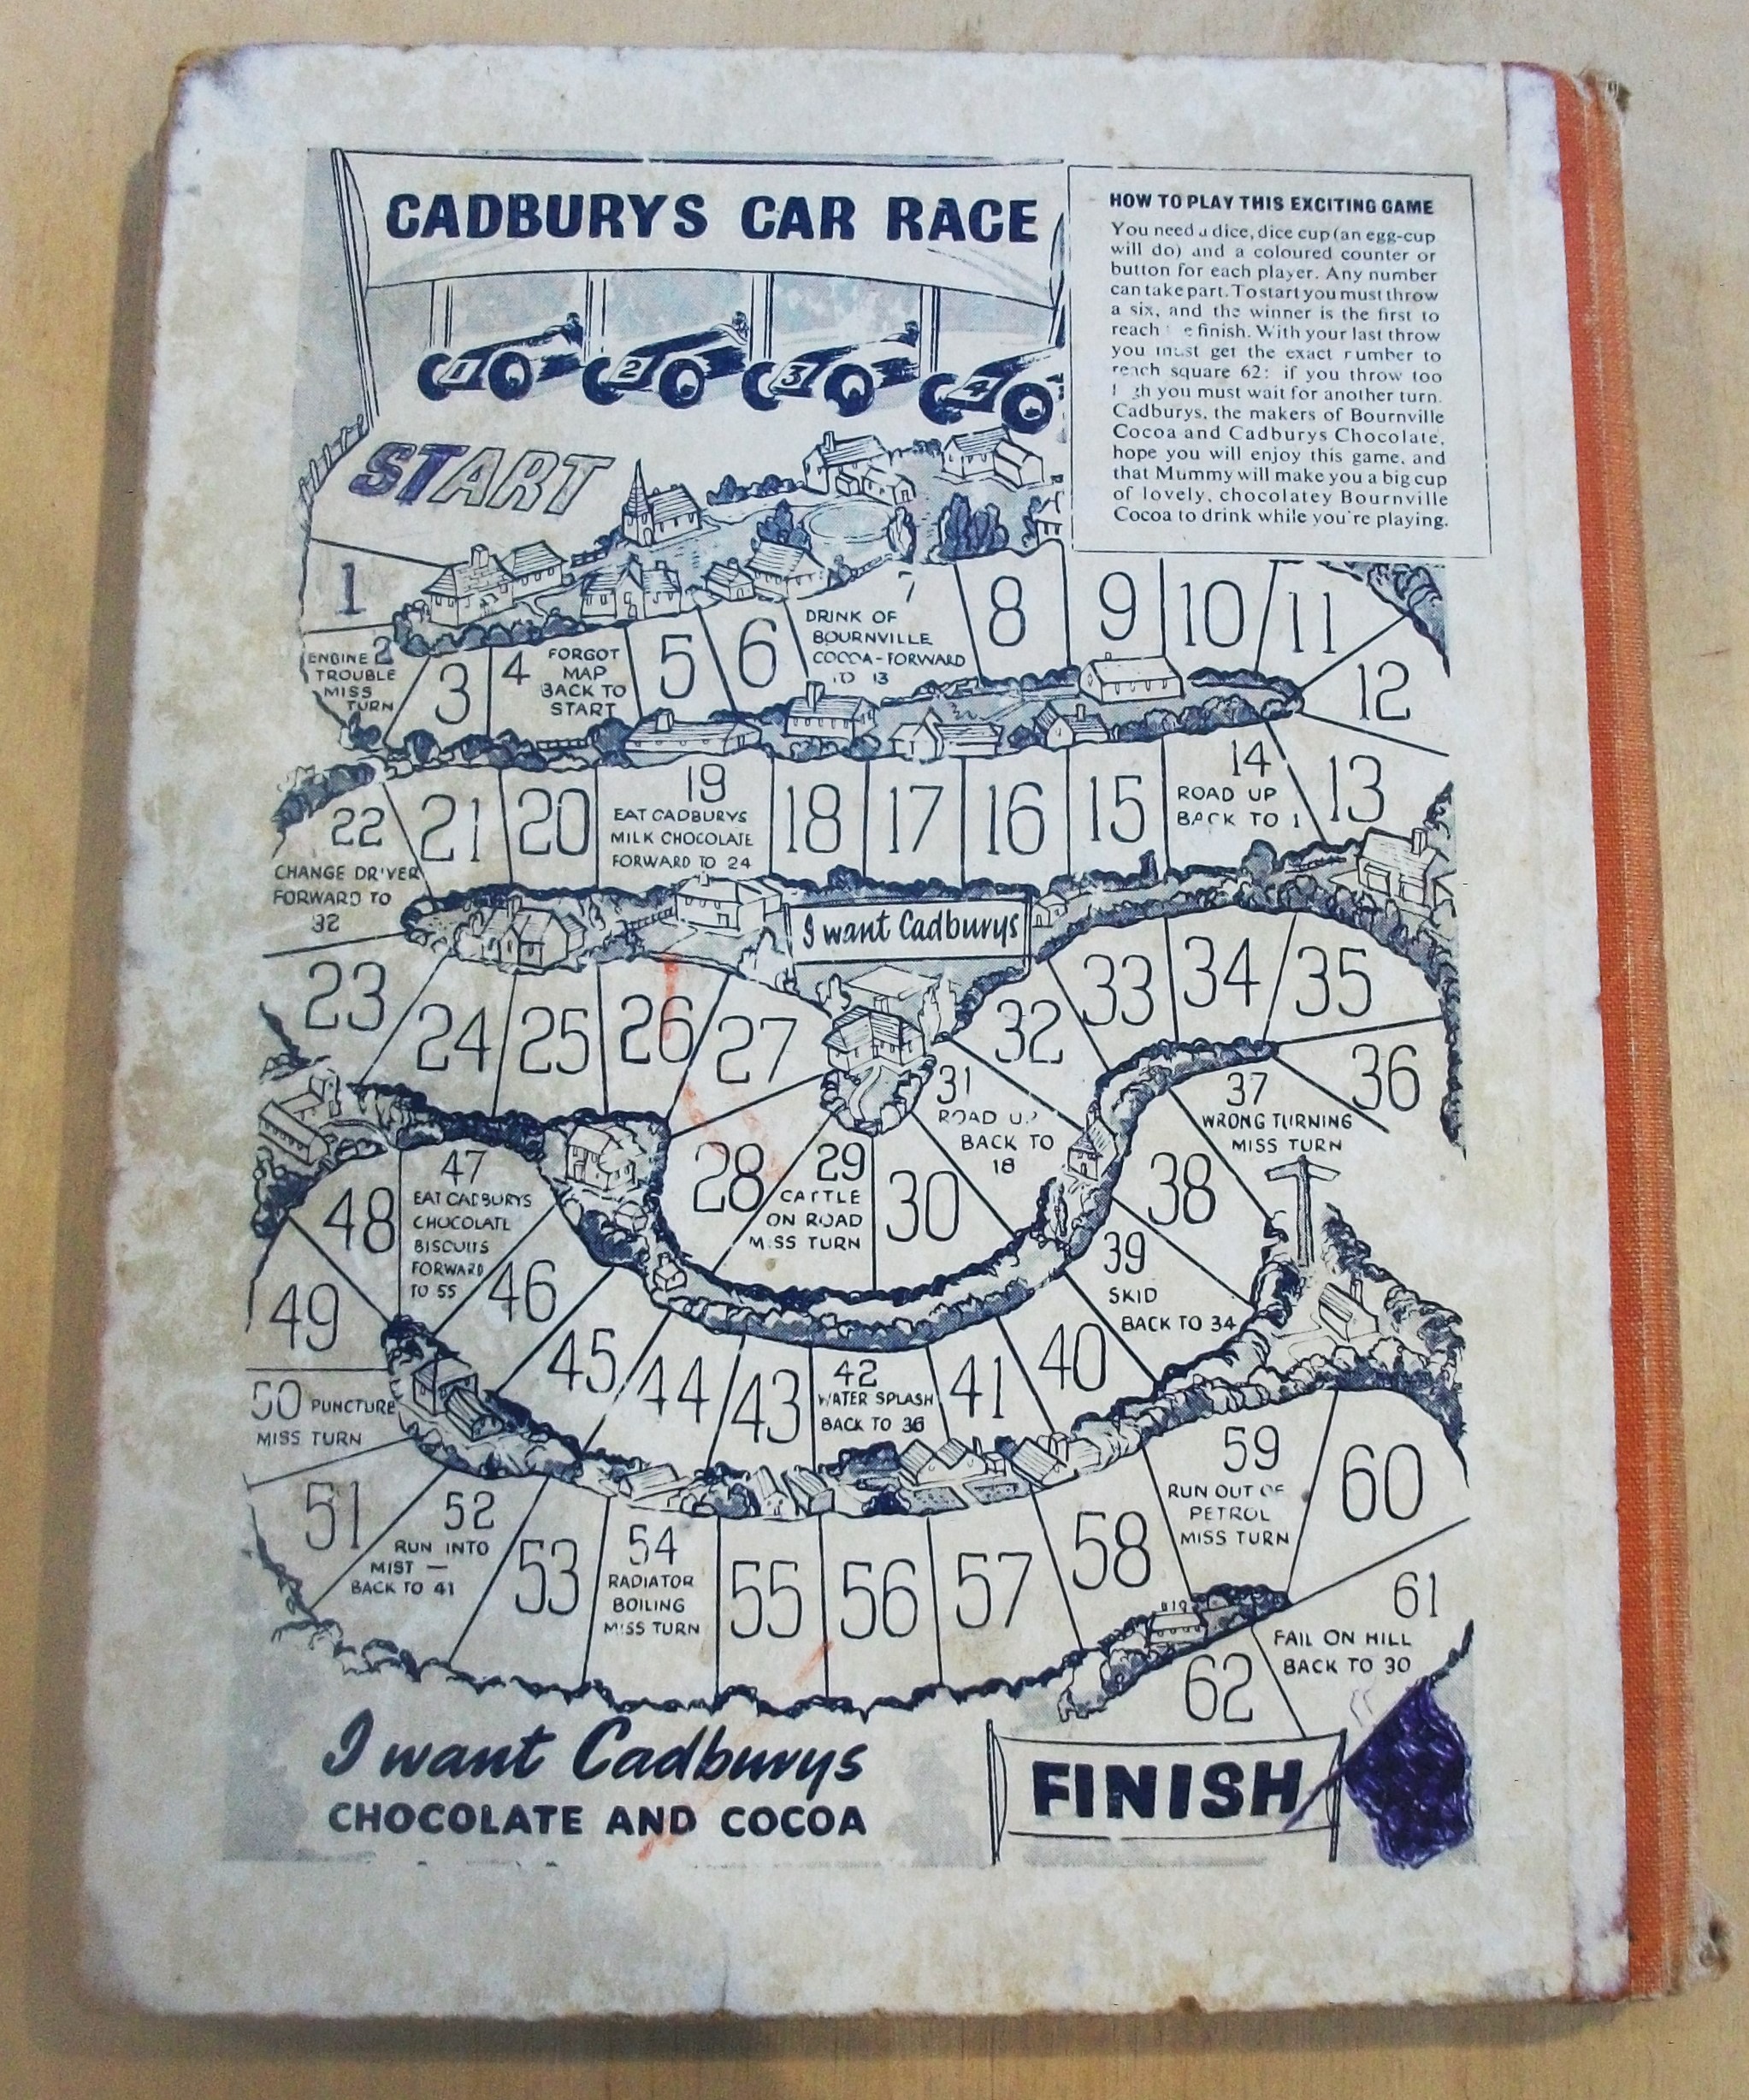 CADBURYS CAR RACE
1
2
3
4
START
HOW TO PLAY THIS EXCITING GAME
You need a dice, dice cup (an egg-cup
will do) and a coloured counter or
button for each player. Any number
can take part. To start you must throw
a six, and the winner is the first to
reach e finish. With your last throw
you must get the exact number to
reach square 62: if you throw too
gh you must wait for another turn.
Cadburys, the makers of Bournville
Cocoa and Cadburys Chocolate,
hope you will enjoy this game, and
that Mummy will make you a big cup
of lovely, chocolatey Bournville
Cocoa to drink while you're playing.
1
2
ENGINE
TROUBLE
MISS
TURN
3
4
FORGOT
MAP
BACK TO
START
5
6
7
DRINK OF
BOURNVILLE
COCOA-FORWARD
TO 13
8
9
10
11
12
13
14
ROAD UP
BACK TO 1
15
16
17
18
19
EAT CADBURYS
MILK CHOCOLATE
FORWARD TO 24
20
21
22
CHANGE DRIVER
FORWARD TO
32
I want Cadburys
23
24
25
26
27
28
29
CATTLE
ON ROAD
MISS TURN
30
31
ROAD UP
BACK TO
18
32
33
34
35
36
37
WRONG TURNING
MISS TURN
38
39
SKID
BACK TO 34
40
41
42
WATER SPLASH
BACK TO 36
43
44
45
46
47
EAT CADBURYS
CHOCOLATE
BISCUITS
FORWARD
TO 55
48
49
50 PUNCTURE
MISS TURN
51
52
RUN INTO
MIST —
BACK TO 41
53
54
RADIATOR
BOILING
MISS TURN
55
56
57
58
59
RUN OUT OF
PETROL
MISS TURN
60
61
FAIL ON HILL
BACK TO 30
62
FINISH
I want Cadburys
CHOCOLATE AND COCOA